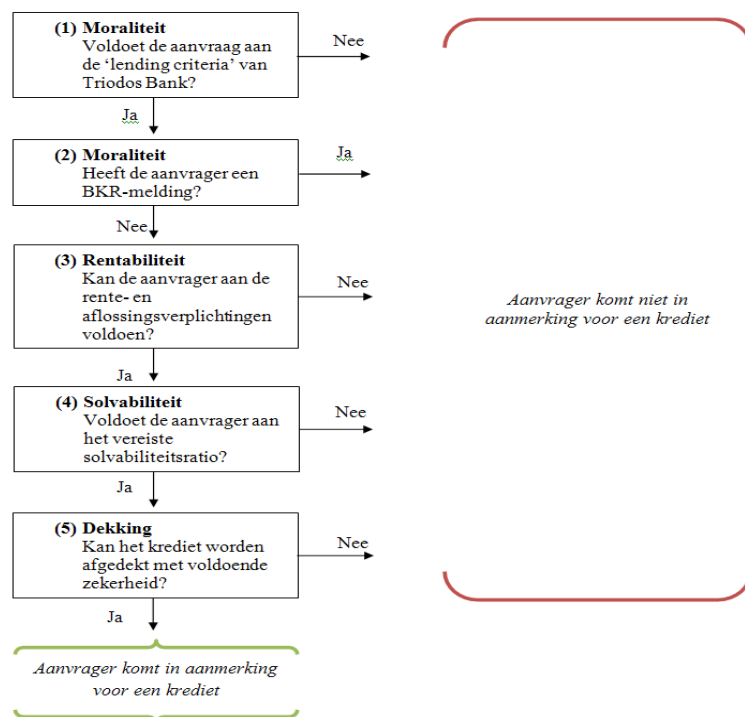 (1) Moraliteit
Voldoet de aanvraag aan
de ‘lending criteria’ van
Triodos Bank?
Nee
Ja
(2) Moraliteit
Heeft de aanvrager een
BKR-melding?
Ja
Nee
(3) Rentabiliteit
Kan de aanvrager aan de
rente- en
aflossingsverplichtingen
voldoen?
Nee
Ja
(4) Solvabiliteit
Voldoet de aanvrager aan
het vereiste
solvabiliteitsratio?
Nee
Ja
(5) Dekking
Kan het krediet worden
afgedekt met voldoende
zekerheid?
Nee
Ja
Aanvrager komt in aanmerking
voor een krediet
Aanvrager komt niet in
aanmerking voor een krediet